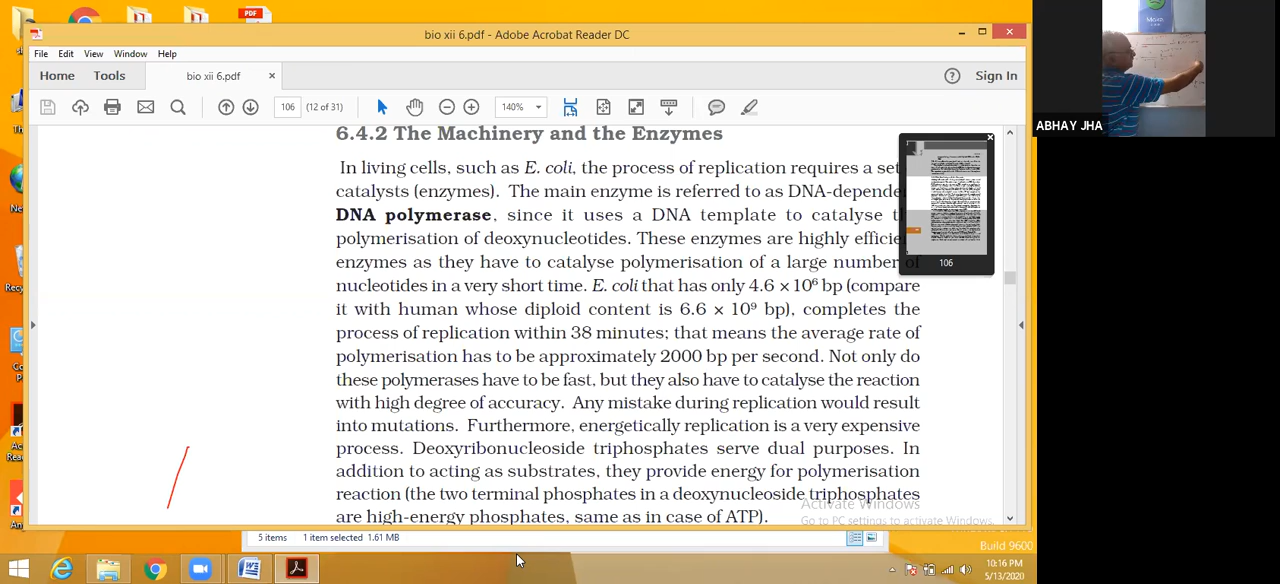 PDF
bio xii 6.pdf - Adobe Acrobat Reader DC
File Edit View Window Help
Home Tools bio xii 6.pdf × Sign In
106 (12 of 31) 140%
6.4.2 The Machinery and the Enzymes
In living cells, such as E. coli, the process of replication requires a set
catalysts (enzymes). The main enzyme is referred to as DNA-depende
DNA polymerase, since it uses a DNA template to catalyse th
polymerisation of deoxynucleotides. These enzymes are highly efficie
enzymes as they have to catalyse polymerisation of a large number of
nucleotides in a very short time. E. coli that has only 4.6 × 10⁶ bp (compare
it with human whose diploid content is 6.6 × 10⁹ bp), completes the
process of replication within 38 minutes; that means the average rate of
polymerisation has to be approximately 2000 bp per second. Not only do
these polymerases have to be fast, but they also have to catalyse the reaction
with high degree of accuracy. Any mistake during replication would result
into mutations. Furthermore, energetically replication is a very expensive
process. Deoxyribonucleoside triphosphates serve dual purposes. In
addition to acting as substrates, they provide energy for polymerisation
reaction (the two terminal phosphates in a deoxynucleoside triphosphates
are high-energy phosphates, same as in case of ATP).
106
ABHAY JHA
Activate Windows
Go to PC settings to activate Windows.
Build 9600
5 items 1 item selected 1.61 MB
10:16 PM
5/13/2020